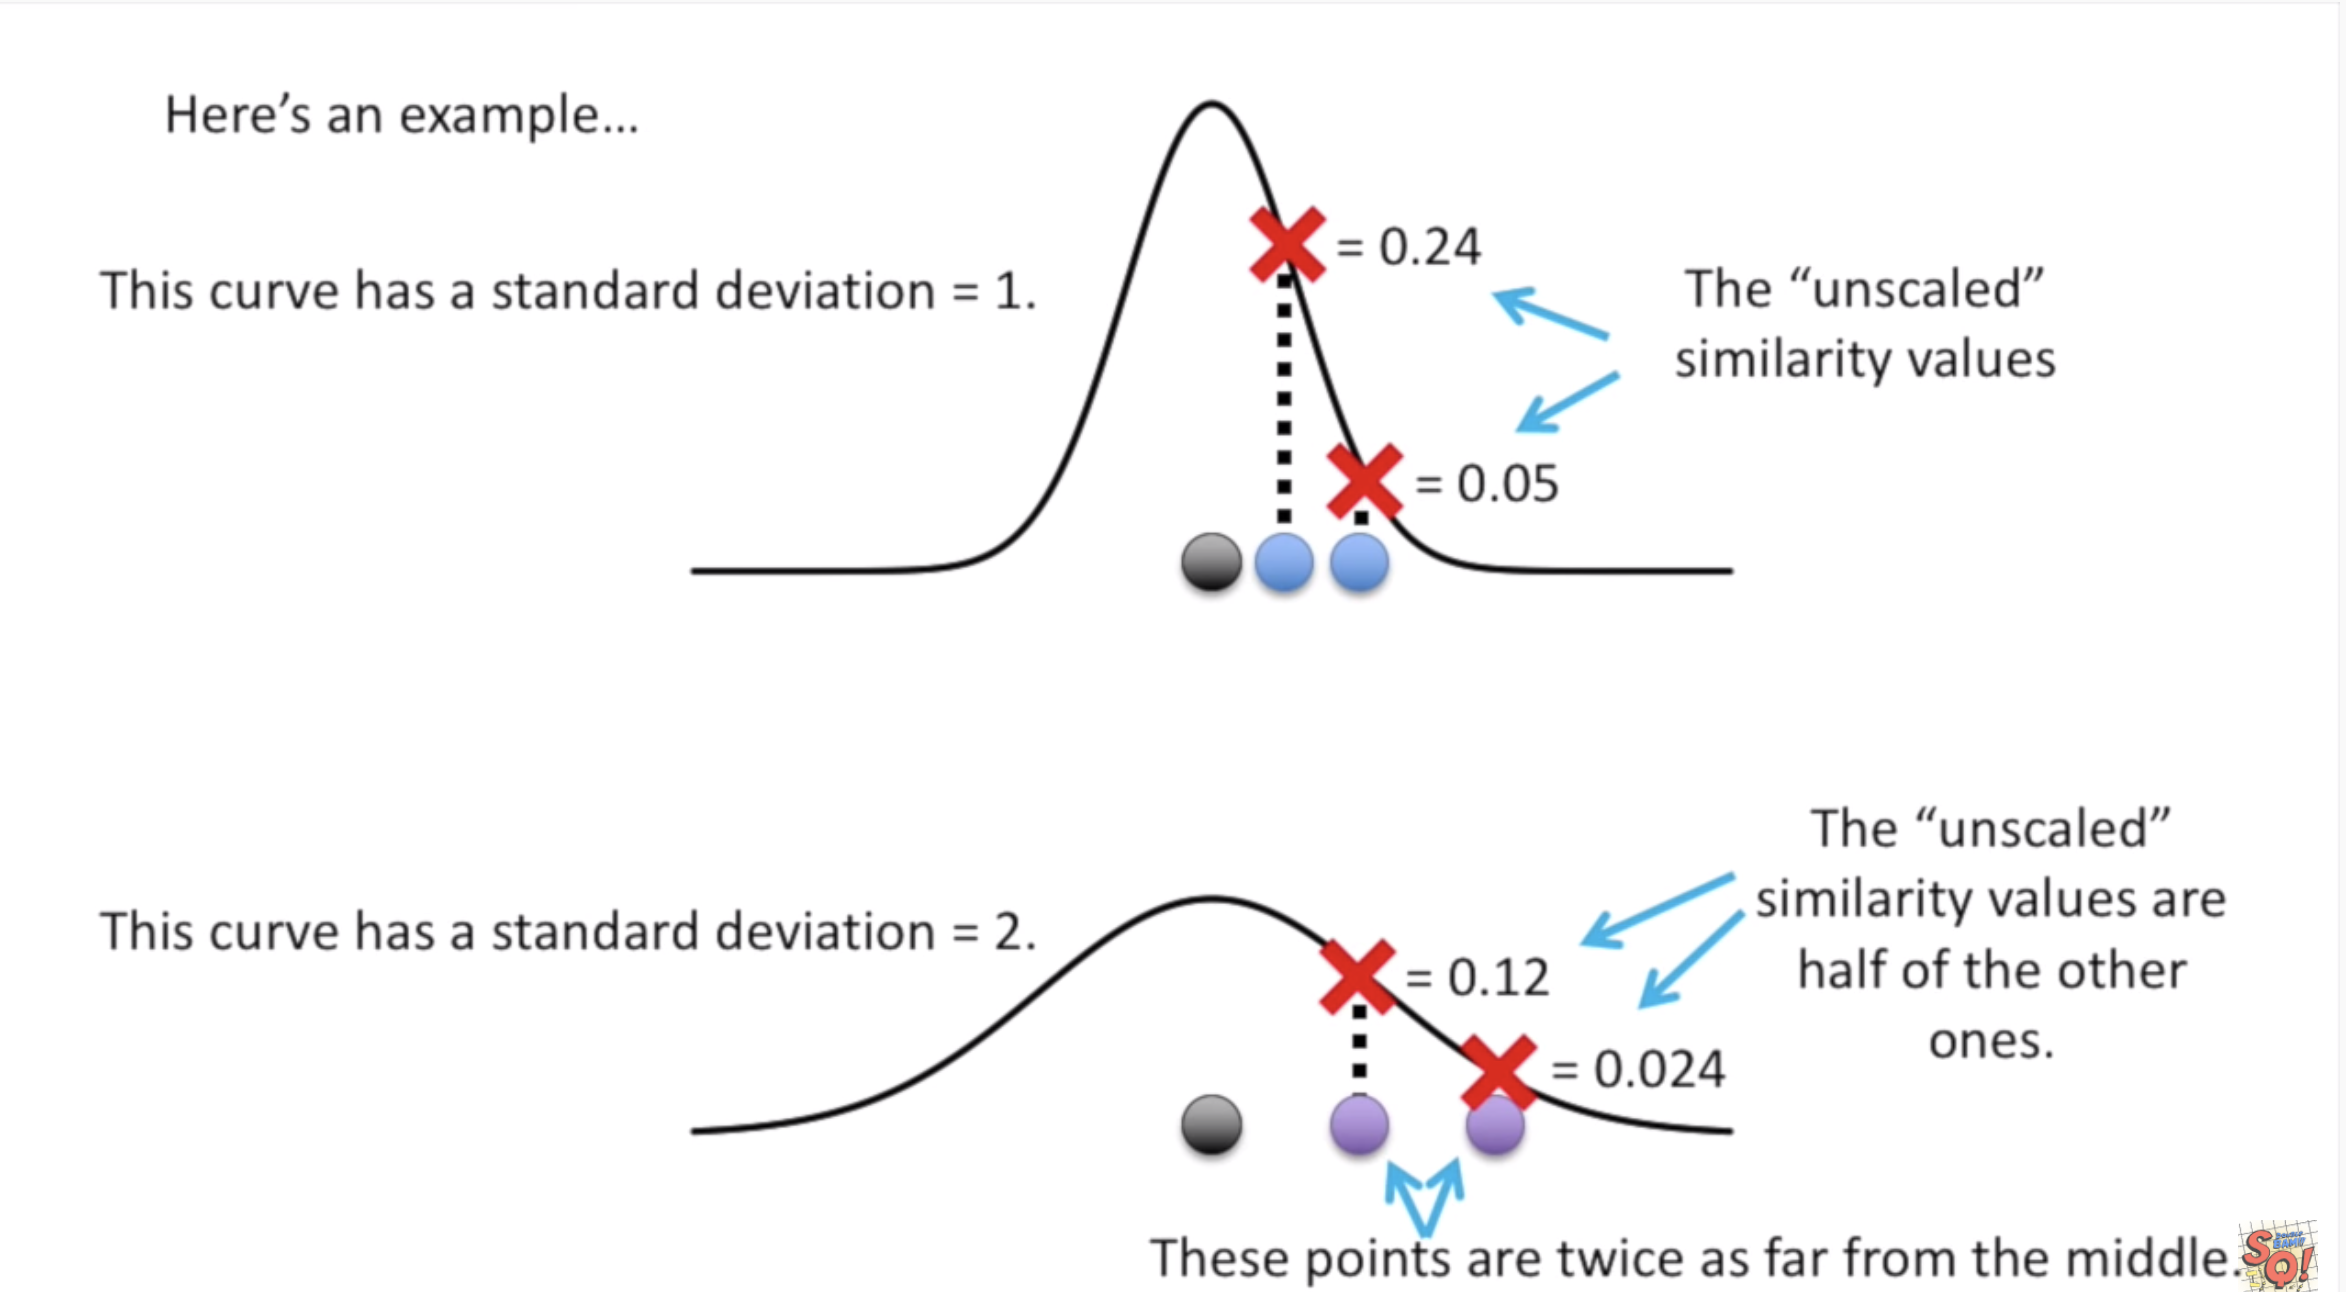 Here’s an example…
This curve has a standard deviation = 1.
= 0.24
= 0.05
The “unscaled”
similarity values
This curve has a standard deviation = 2.
= 0.12
= 0.024
The “unscaled”
similarity values are
half of the other
ones.
These points are twice as far from the middle.
SQ!